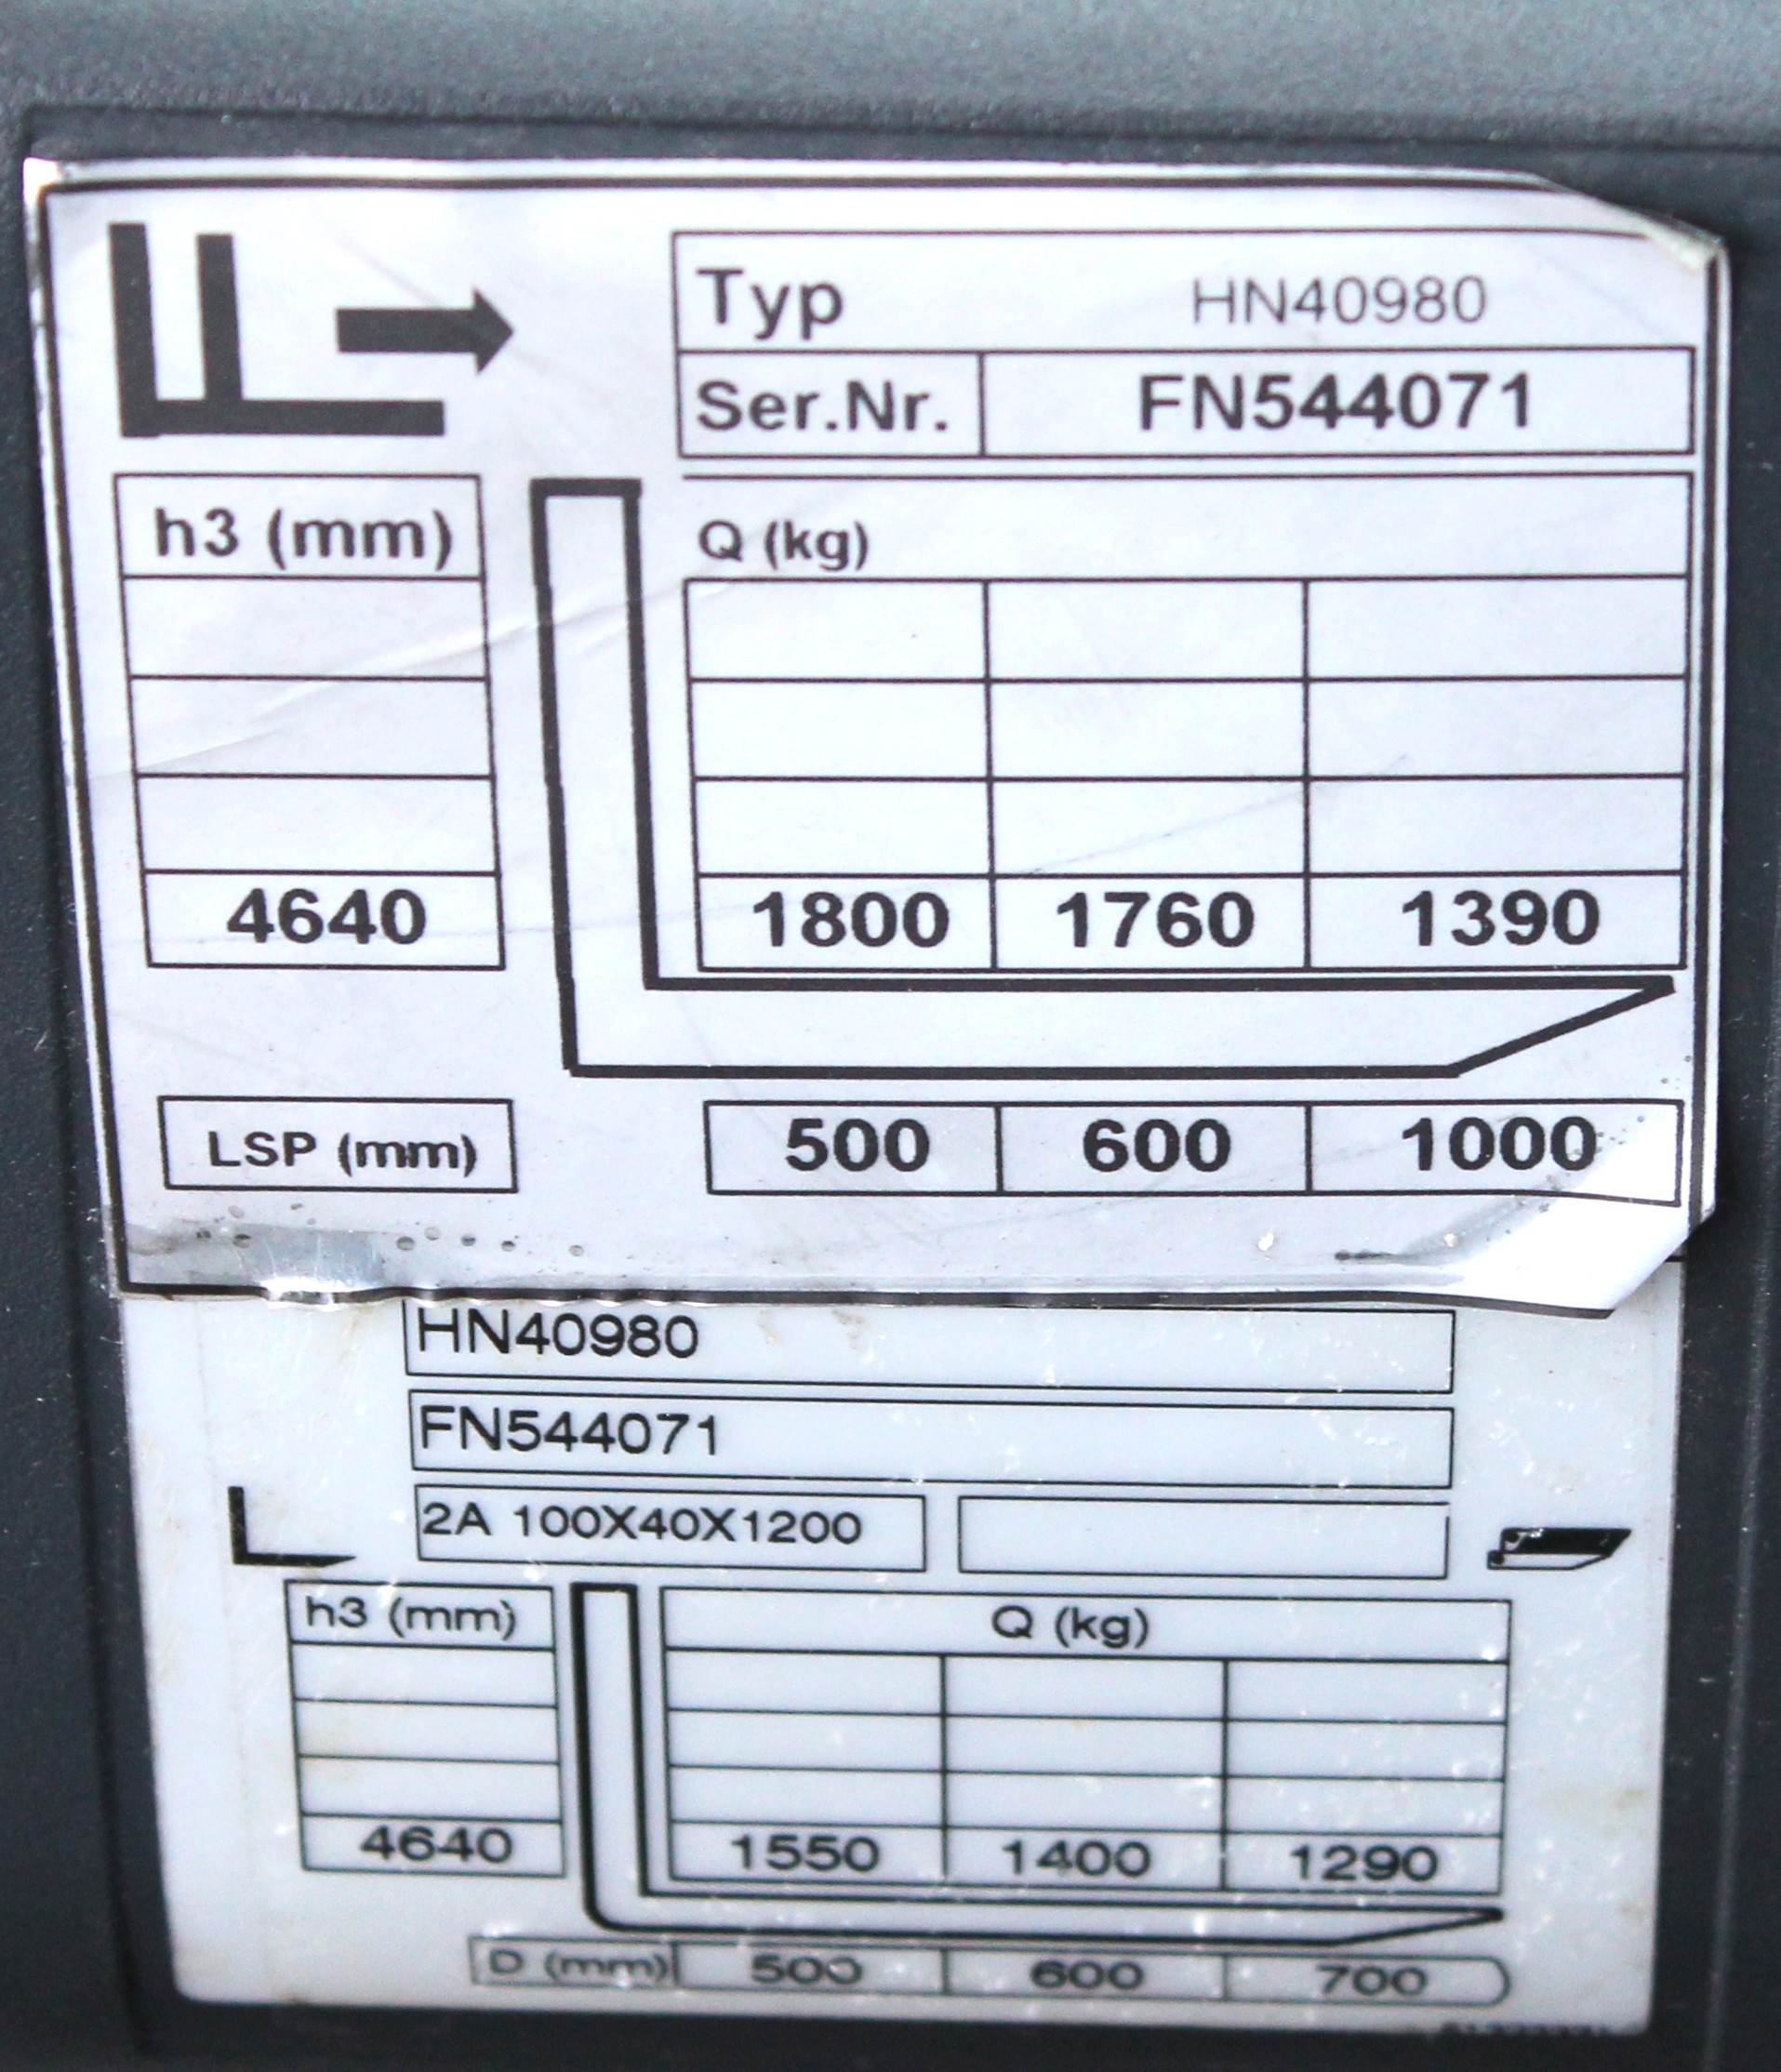 Typ HN40980
Ser.Nr. FN544071
h3 (mm) Q (kg)
4640 1800 1760 1390
LSP (mm) 500 600 1000
HN40980
FN544071
2A 100X40X1200
h3 (mm) Q (kg)
4640 1550 1400 1290
D (mm) 500 600 700